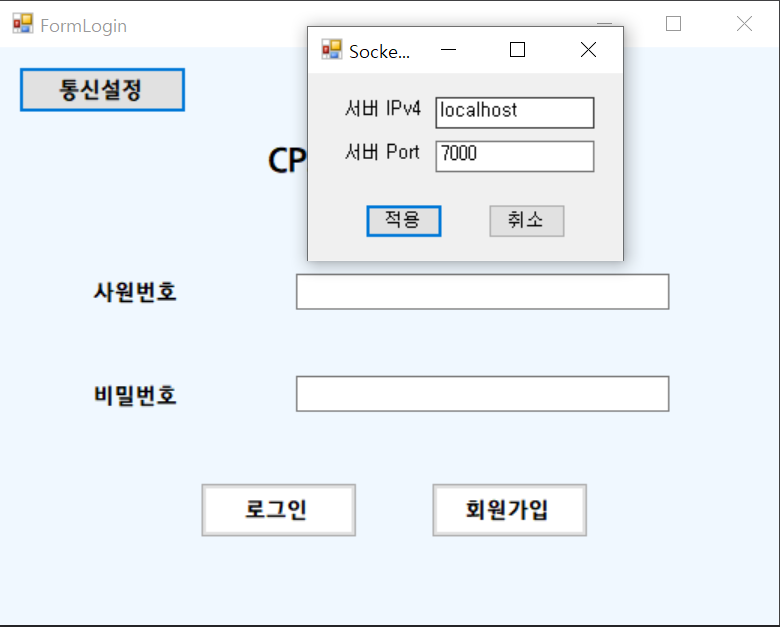 FormLogin
Socke...
통신설정
서버 IPv4 localhost
서버 Port 7000
CP
적용 취소
사원번호
비밀번호
로그인 회원가입